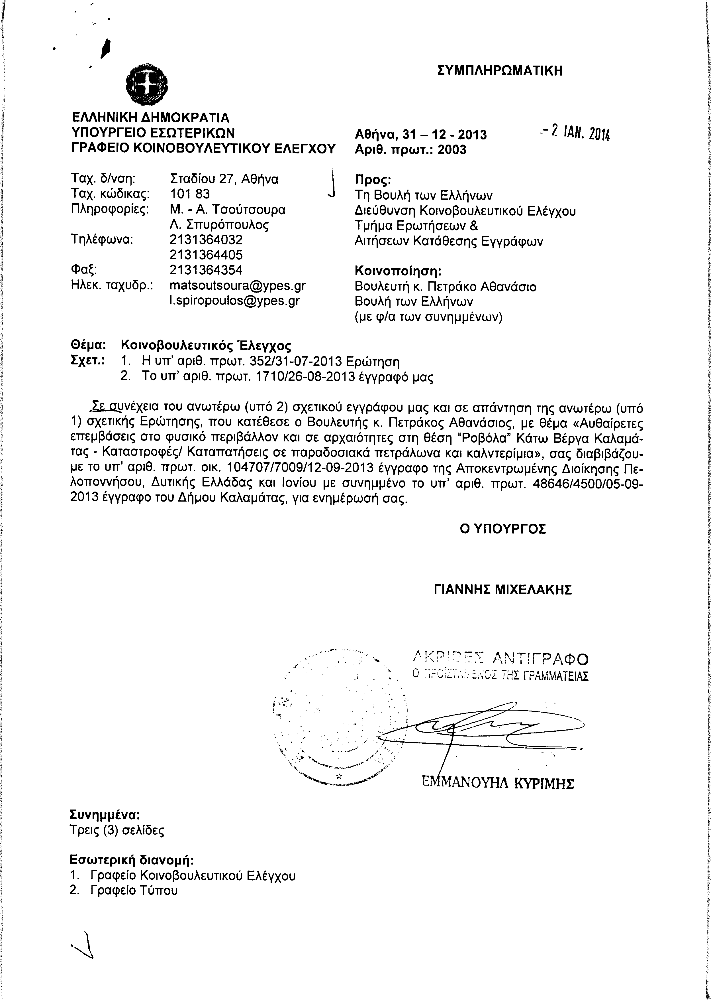 ΣΥΜΠΛΗΡΩΜΑΤΙΚΗ
ΕΛΛΗΝΙΚΗ ΔΗΜΟΚΡΑΤΙΑ
ΥΠΟΥΡΓΕΙΟ ΕΣΩΤΕΡΙΚΩΝ
ΓΡΑΦΕΙΟ ΚΟΙΝΟΒΟΥΛΕΥΤΙΚΟΥ ΕΛΕΓΧΟΥ
Αθήνα, 31 – 12 - 2013
- 2 ΙΑΝ. 2014
Αριθ. πρωτ.: 2003
Ταχ. δ/νση: Σταδίου 27, Αθήνα
Ταχ. κώδικας: 101 83
Πληροφορίες: Μ. - Α. Τσούτσουρα
Λ. Σπυρόπουλος
Τηλέφωνα: 2131364032
2131364405
Φαξ: 2131364354
Ηλεκ. ταχυδρ.: matsoutsoura@ypes.gr
l.spiropoulos@ypes.gr
Προς:
Τη Βουλή των Ελλήνων
Διεύθυνση Κοινοβουλευτικού Ελέγχου
Τμήμα Ερωτήσεων &
Αιτήσεων Κατάθεσης Εγγράφων
Κοινοποίηση:
Βουλευτή κ. Πετράκο Αθανάσιο
Βουλή των Ελλήνων
(με φ/α των συνημμένων)
Θέμα: Κοινοβουλευτικός Έλεγχος
Σχετ.: 1. Η υπ’ αριθ. πρωτ. 352/31-07-2013 Ερώτηση
2. Το υπ’ αριθ. πρωτ. 1710/26-08-2013 έγγραφό μας
Σε συνέχεια του ανωτέρω (υπό 2) σχετικού εγγράφου μας και σε απάντηση της ανωτέρω (υπό
1) σχετικής Ερώτησης, που κατέθεσε ο Βουλευτής κ. Πετράκος Αθανάσιος, με θέμα «Αυθαίρετες
επεμβάσεις στο φυσικό περιβάλλον και σε αρχαιότητες στη θέση “Ροβόλα” Κάτω Βέργα Καλαμά-
τας - Καταστροφές/ Καταπατήσεις σε παραδοσιακά πετράλωνα και καλντερίμια», σας διαβιβάζου-
με το υπ’ αριθ. πρωτ. οικ. 104707/7009/12-09-2013 έγγραφο της Αποκεντρωμένης Διοίκησης Πε-
λοποννήσου, Δυτικής Ελλάδας και Ιονίου με συνημμένο το υπ’ αριθ. πρωτ. 48646/4500/05-09-
2013 έγγραφο του Δήμου Καλαμάτας, για ενημέρωσή σας.
Ο ΥΠΟΥΡΓΟΣ
ΓΙΑΝΝΗΣ ΜΙΧΕΛΑΚΗΣ
ΑΚΡΙΒΕΣ ΑΝΤΙΓΡΑΦΟ
Ο ΠΡΟΪΣΤΑΜΕΝΟΣ ΤΗΣ ΓΡΑΜΜΑΤΕΙΑΣ
ΕΜΜΑΝΟΥΗΛ ΚΥΡΙΜΗΣ
Συνημμένα:
Τρεις (3) σελίδες
Εσωτερική διανομή:
1. Γραφείο Κοινοβουλευτικού Ελέγχου
2. Γραφείο Τύπου